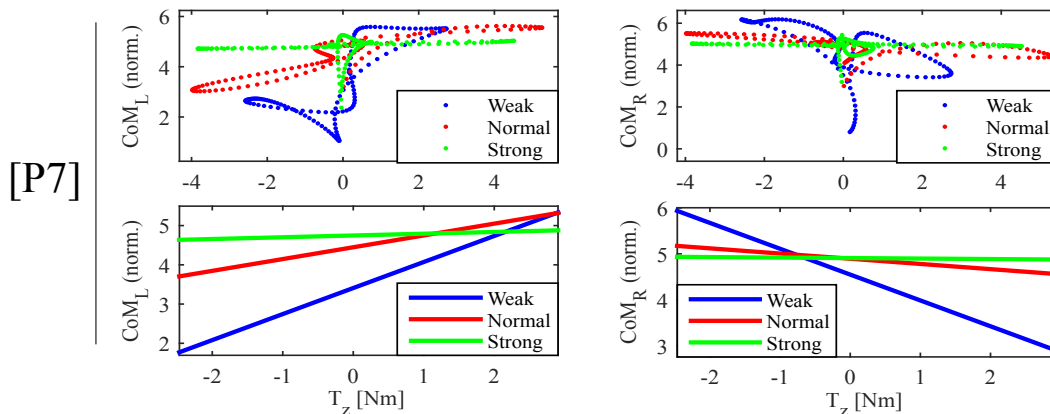 [P7]
CoM_L (norm.)
6
4
2
Weak
Normal
Strong
-4 -2 0 2 4
CoM_R (norm.)
6
4
2
0
Weak
Normal
Strong
-4 -2 0 2 4
CoM_L (norm.)
5
4
3
2
Weak
Normal
Strong
-2 -1 0 1 2
T_z [Nm]
CoM_R (norm.)
6
5
4
3
Weak
Normal
Strong
-2 -1 0 1 2
T_z [Nm]